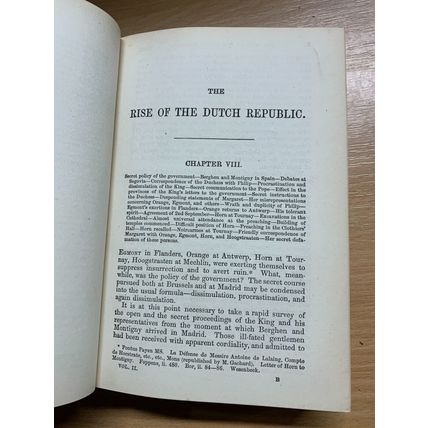 THE
RISE OF THE DUTCH REPUBLIC.
CHAPTER VIII.
Secret policy of the government—Berghen and Montigny in Spain—Debates at
Segovia—Correspondence of the Duchess with Philip—Procrastination and
dissimulation of the King—Secret communication to the Pope—Effect in the
provinces of the King's letters to the government—Secret instructions to the
Duchess—Desponding statements of Margaret—Her misrepresentations
concerning Orange, Egmont, and others—Wrath and duplicity of Philip—
Egmont's exertions in Flanders—Orange returns to Antwerp—His tolerant
spirit—Agreement of 2nd September—Horn at Tournay—Excavations in the
Cathedral—Almost universal attendance at preaching—Building of
temples commenced—Difficult position of Horn—Preaching in the Clothiers'
Hall—Horn recalled—Noircarmes at Tournay—Friendly correspondence of
Margaret with Orange, Egmont, Horn, and Hoogstraaten—Her secret defa-
mation of these persons.
EGMONT in Flanders, Orange at Antwerp, Horn at Tour-
nay, Hoogstraaten at Mechlin, were exerting themselves to
suppress insurrection and to avert ruin.* What, mean-
while, was the policy of the government? The secret course
pursued both at Brussels and at Madrid may be condensed
into the usual formula—dissimulation, procrastination, and
again dissimulation.
It is at this point necessary to take a rapid survey of
the open and the secret proceedings of the King and his
representatives from the moment at which Berghen and
Montigny arrived in Madrid. Those ill-fated gentlemen
had been received with apparent cordiality, and admitted to
* Pontus Payen MS. La Défense de Messire Antoine de Lalaing, Compte
de Hocstrate, etc., etc., Mons (republished by M. Gachard). Letter of Horn to
Montigny. Foppens, ii. 480. Bor, ii. 84—86. Wesenbeck.
VOL. II. B